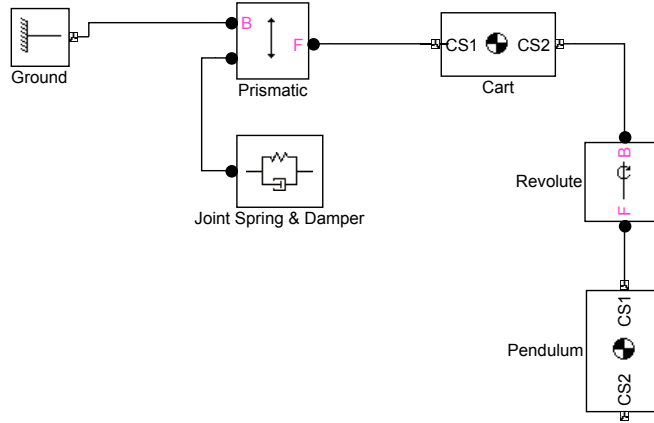 B
F
CS1
CS2
Ground
Prismatic
Cart
B
Revolute
F
Joint Spring & Damper
CS1
Pendulum
CS2